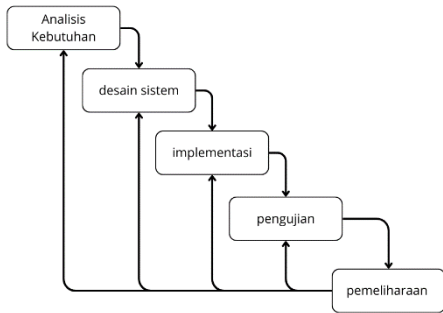 Analisis
Kebutuhan
desain sistem
implementasi
pengujian
pemeliharaan